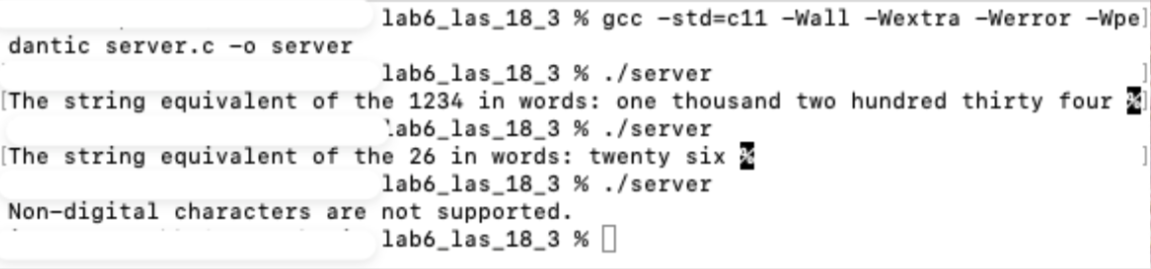 lab6_las_18_3 % gcc -std=c11 -Wall -Wextra -Werror -Wpe]
dantic server.c -o server
lab6_las_18_3 % ./server ]
[The string equivalent of the 1234 in words: one thousand two hundred thirty four %]
lab6_las_18_3 % ./server
[The string equivalent of the 26 in words: twenty six % ]
lab6_las_18_3 % ./server
Non-digital characters are not supported.
lab6_las_18_3 %